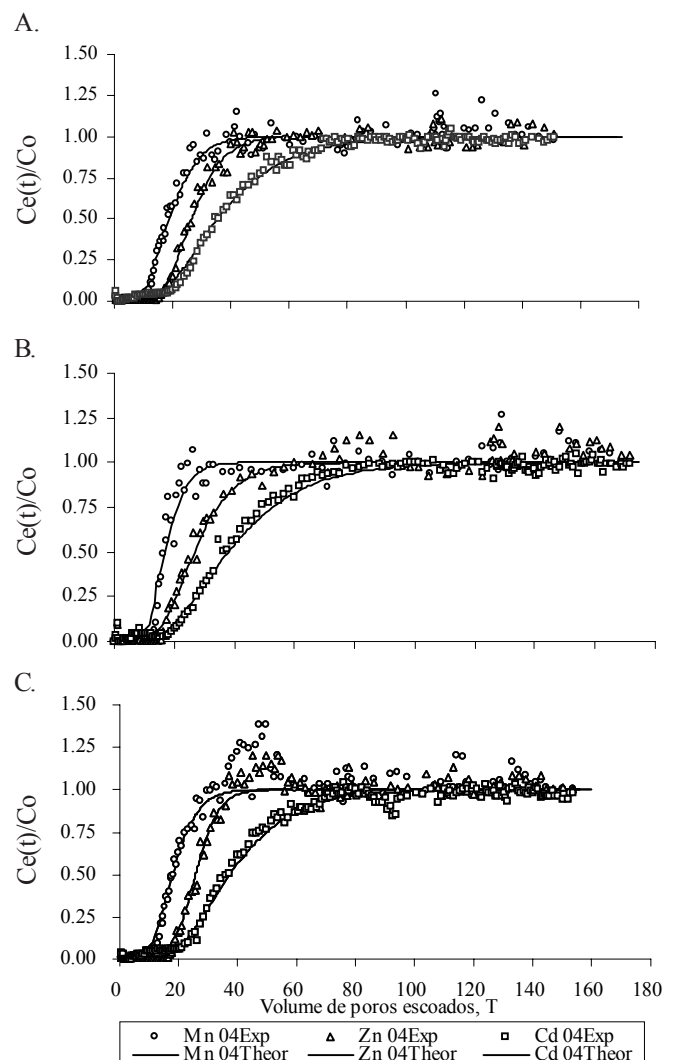 A.
1.50
1.25
1.00
0.75
0.50
0.25
0.00
Ce(t)/Co
B.
1.50
1.25
1.00
0.75
0.50
0.25
0.00
Ce(t)/Co
C.
1.50
1.25
1.00
0.75
0.50
0.25
0.00
Ce(t)/Co
0 20 40 60 80 100 120 140 160 180
Volume de poros escoados, T
Mn 04Exp Zn 04Exp Cd 04Exp
Mn 04Theor Zn 04Theor Cd 04Theor